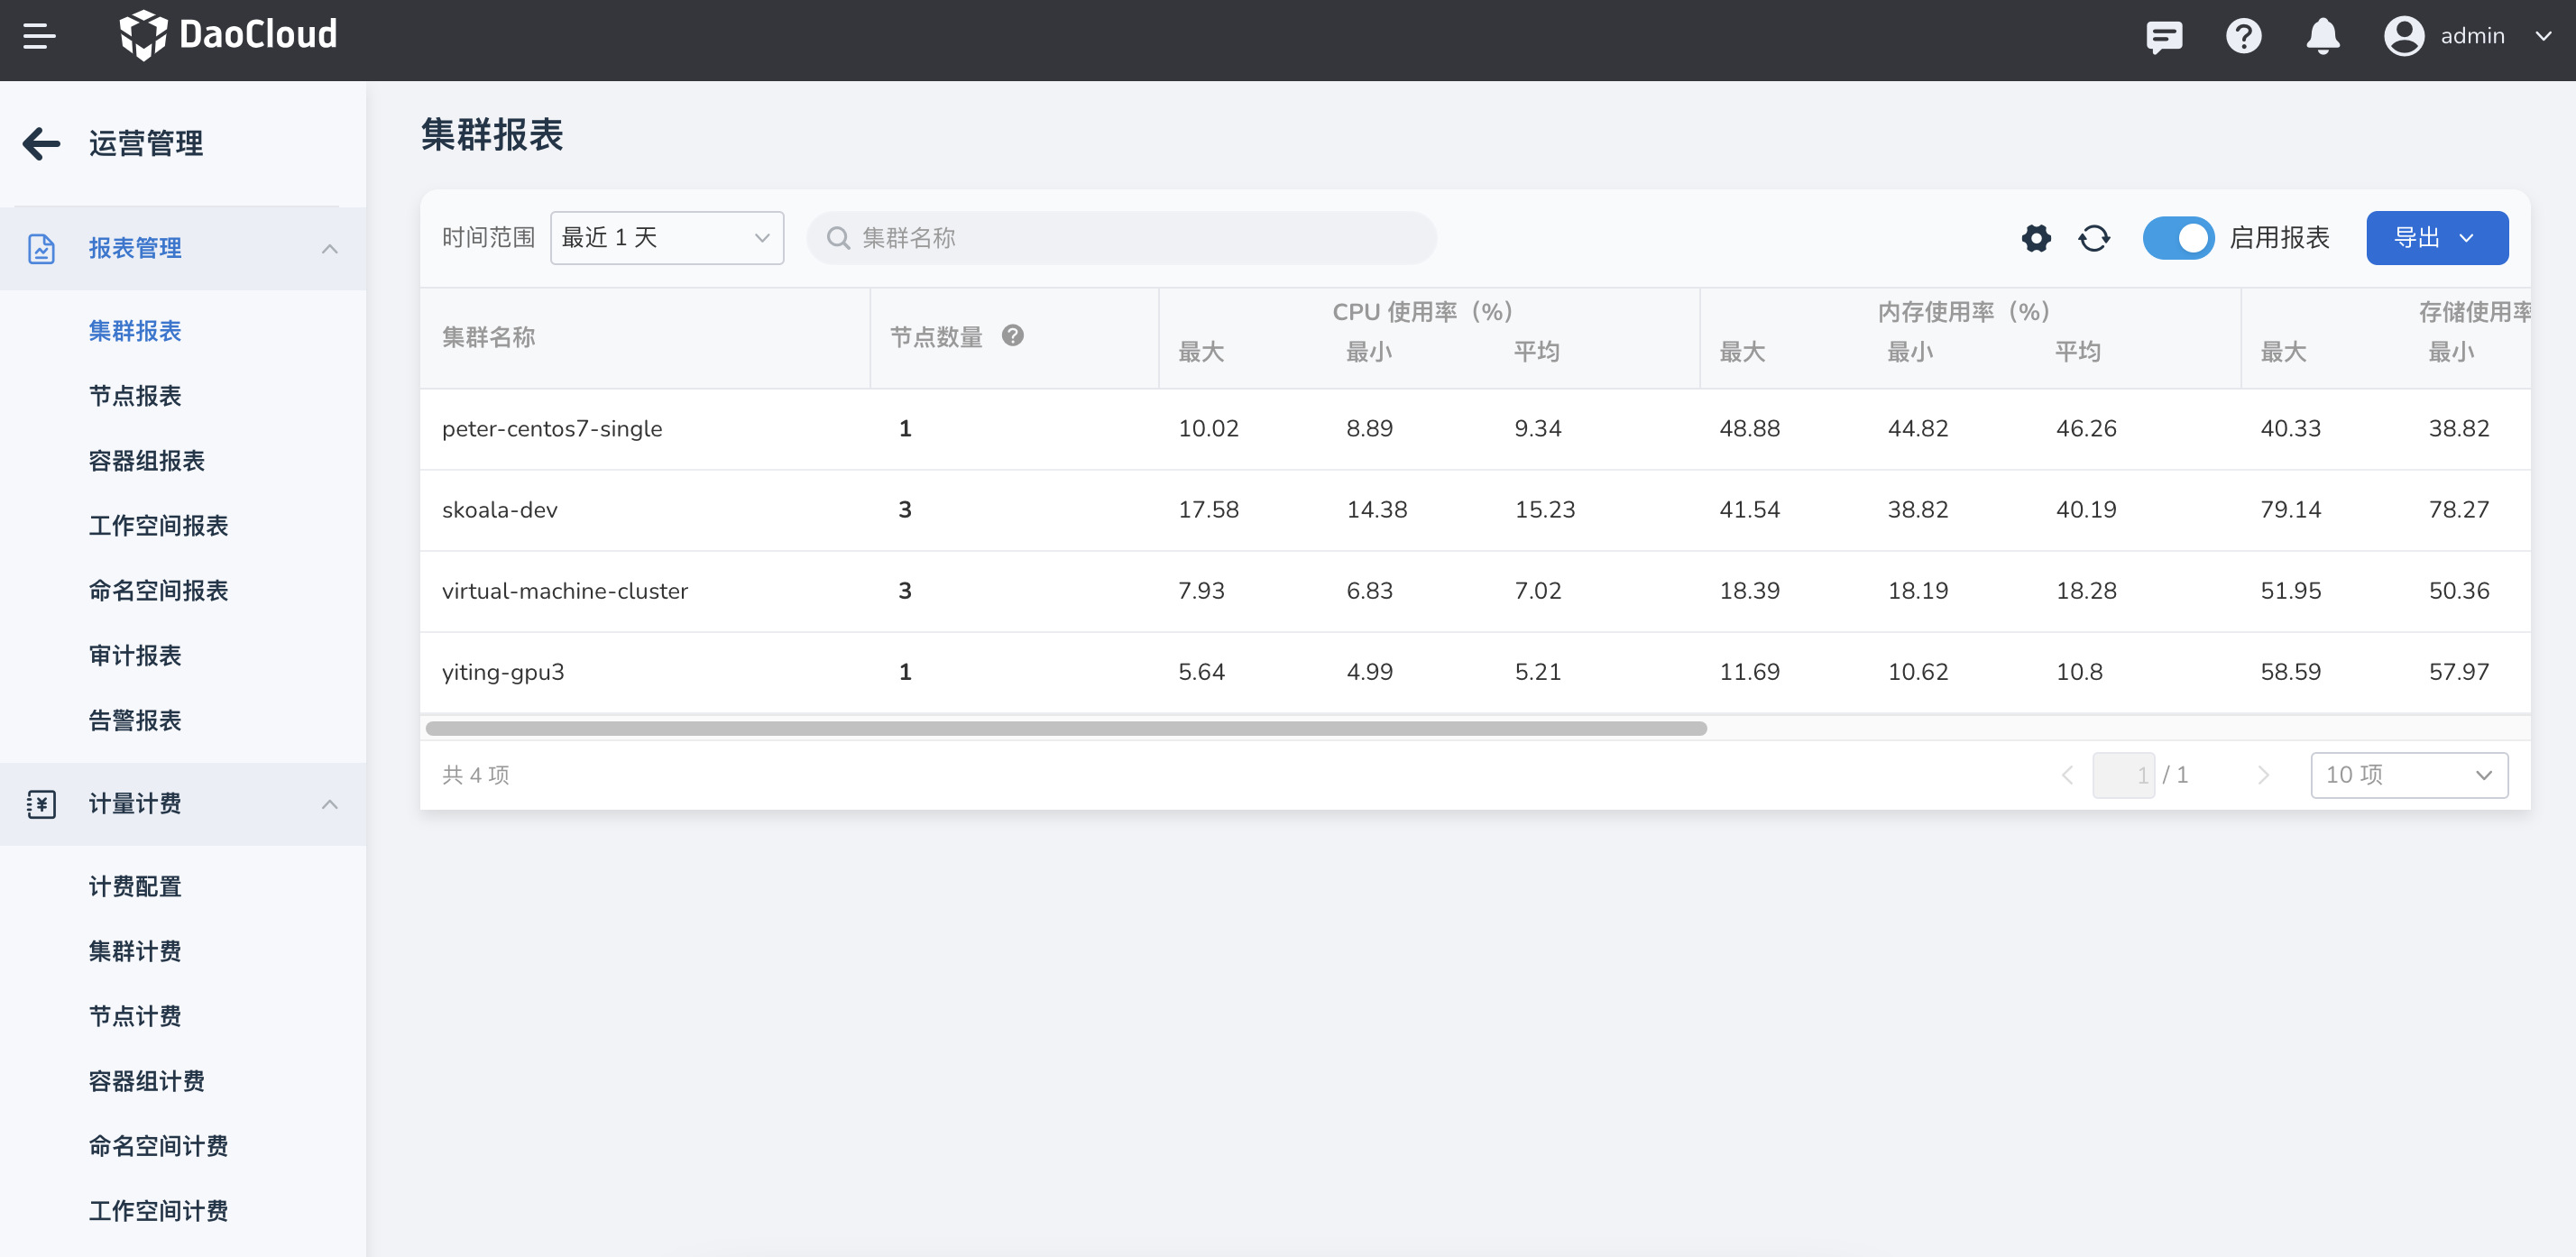 DaoCloud
admin
运营管理
报表管理
集群报表
节点报表
容器组报表
工作空间报表
命名空间报表
审计报表
告警报表
计量计费
计费配置
集群计费
节点计费
容器组计费
命名空间计费
工作空间计费
集群报表
时间范围 最近 1 天 集群名称 启用报表 导出
集群名称 节点数量 CPU 使用率（%） 内存使用率（%） 存储使用率
最大 最小 平均 最大 最小 平均 最大 最小
peter-centos7-single 1 10.02 8.89 9.34 48.88 44.82 46.26 40.33 38.82
skoala-dev 3 17.58 14.38 15.23 41.54 38.82 40.19 79.14 78.27
virtual-machine-cluster 3 7.93 6.83 7.02 18.39 18.19 18.28 51.95 50.36
yiting-gpu3 1 5.64 4.99 5.21 11.69 10.62 10.8 58.59 57.97
共 4 项 1 / 1 10 项